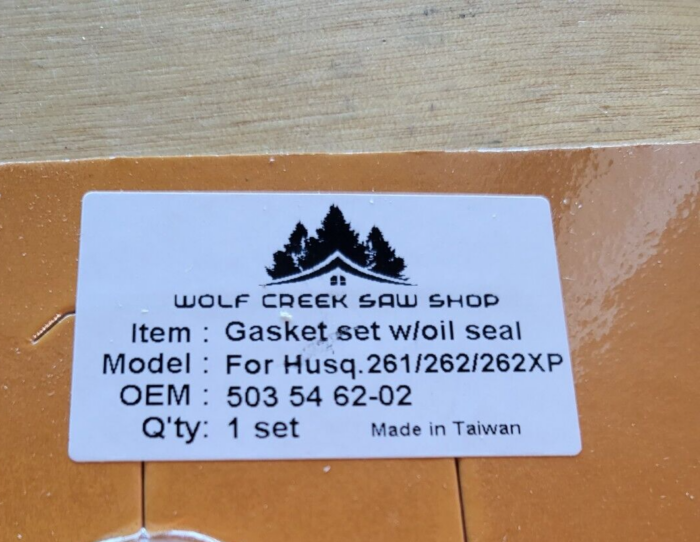 WOLF CREEK SAW SHOP
Item : Gasket set w/oil seal
Model : For Husq.261/262/262XP
OEM : 503 54 62-02
Q'ty: 1 set Made in Taiwan